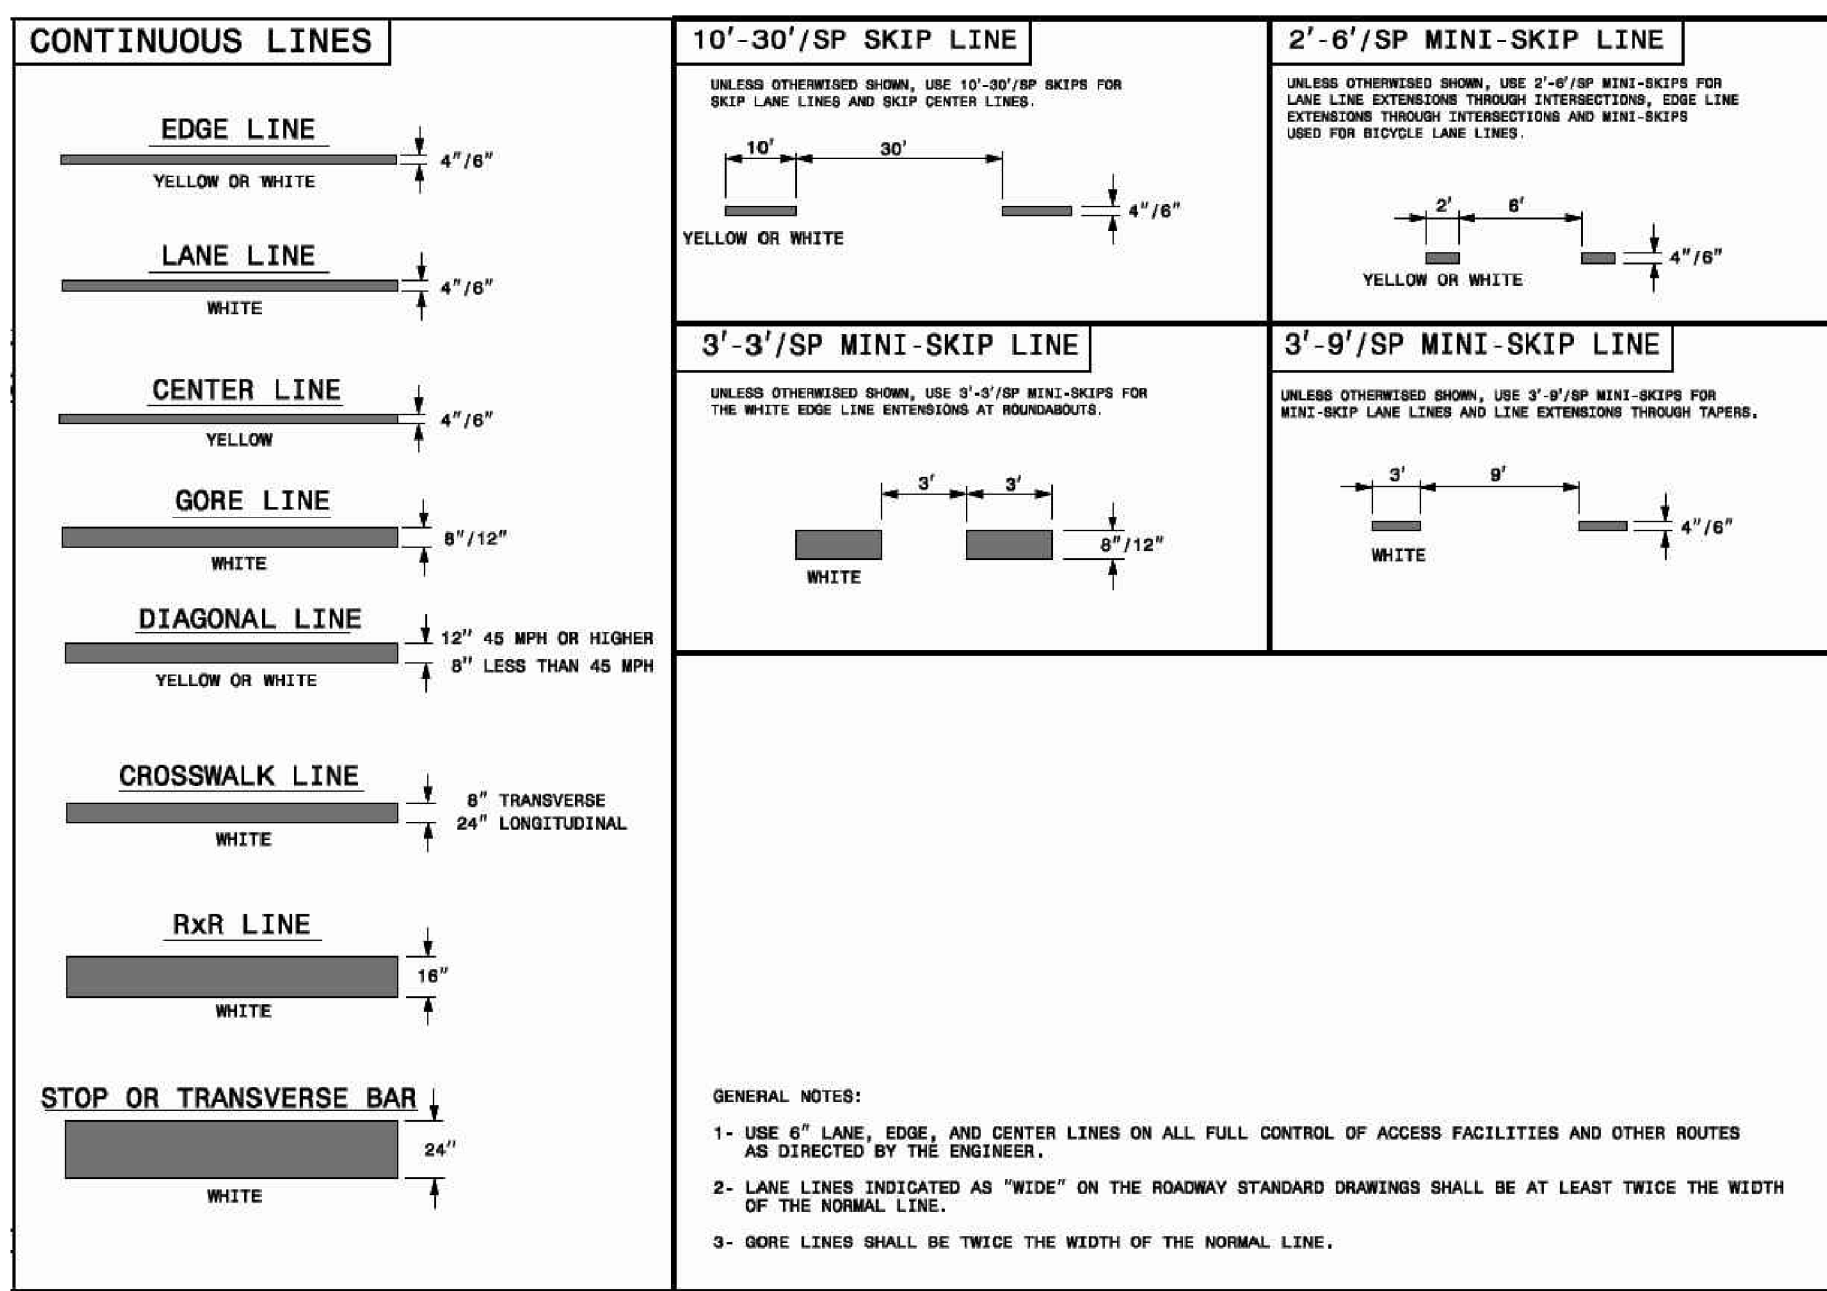 CONTINUOUS LINES
EDGE LINE
4"/6"
YELLOW OR WHITE
LANE LINE
4"/6"
WHITE
CENTER LINE
4"/6"
YELLOW
GORE LINE
8"/12"
WHITE
DIAGONAL LINE
12" 45 MPH OR HIGHER
8" LESS THAN 45 MPH
YELLOW OR WHITE
CROSSWALK LINE
8" TRANSVERSE
24" LONGITUDINAL
WHITE
RxR LINE
16"
WHITE
STOP OR TRANSVERSE BAR
24"
WHITE
10'-30'/SP SKIP LINE
UNLESS OTHERWISED SHOWN, USE 10'-30'/SP SKIPS FOR
SKIP LANE LINES AND SKIP CENTER LINES.
10'
30'
4"/6"
YELLOW OR WHITE
2'-6'/SP MINI-SKIP LINE
UNLESS OTHERWISED SHOWN, USE 2'-6'/SP MINI-SKIPS FOR
LANE LINE EXTENSIONS THROUGH INTERSECTIONS, EDGE LINE
EXTENSIONS THROUGH INTERSECTIONS AND MINI-SKIPS
USED FOR BICYCLE LANE LINES.
2'
6'
4"/6"
YELLOW OR WHITE
3'-3'/SP MINI-SKIP LINE
UNLESS OTHERWISED SHOWN, USE 3'-3'/SP MINI-SKIPS FOR
THE WHITE EDGE LINE ENTENSIONS AT ROUNDABOUTS.
3'
3'
8"/12"
WHITE
3'-9'/SP MINI-SKIP LINE
UNLESS OTHERWISED SHOWN, USE 3'-9'/SP MINI-SKIPS FOR
MINI-SKIP LANE LINES AND LINE EXTENSIONS THROUGH TAPERS.
3'
9'
4"/6"
WHITE
GENERAL NOTES:
1- USE 6" LANE, EDGE, AND CENTER LINES ON ALL FULL CONTROL OF ACCESS FACILITIES AND OTHER ROUTES
AS DIRECTED BY THE ENGINEER.
2- LANE LINES INDICATED AS "WIDE" ON THE ROADWAY STANDARD DRAWINGS SHALL BE AT LEAST TWICE THE WIDTH
OF THE NORMAL LINE.
3- GORE LINES SHALL BE TWICE THE WIDTH OF THE NORMAL LINE.